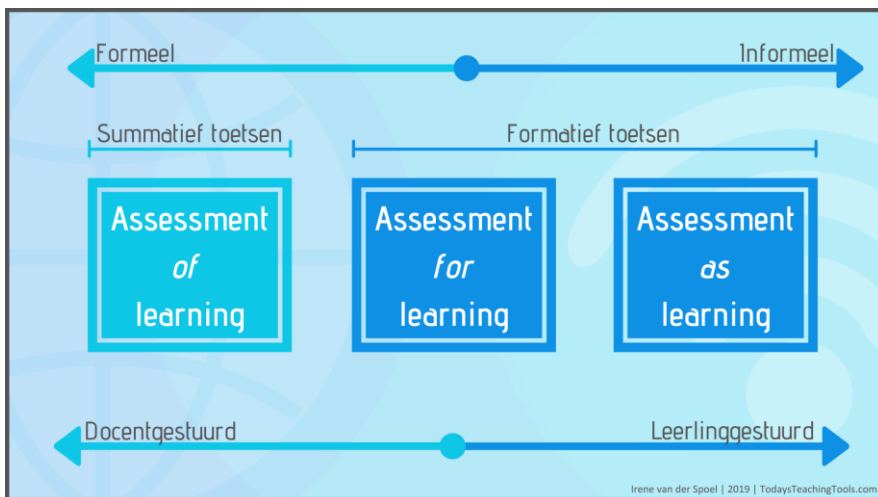 Formeel Informeel
Summatief toetsen Formatief toetsen
Assessment
of
learning
Assessment
for
learning
Assessment
as
learning
Docentgestuurd Leerlinggestuurd
Irene van der Spoel | 2019 | TodaysTeachingTools.com